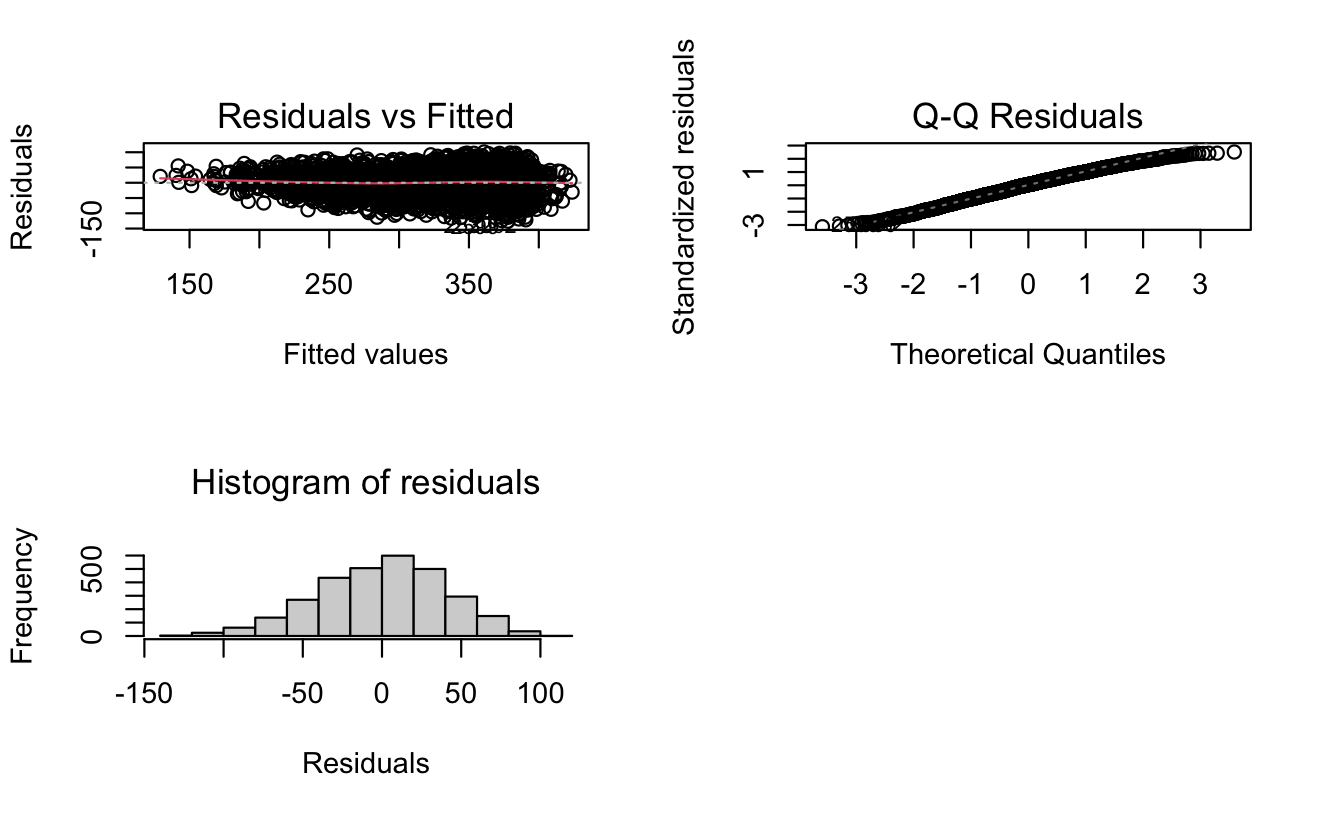 Residuals vs Fitted
Residuals
-150
150 250 350
Fitted values
Q-Q Residuals
Standardized residuals
-3 1
-3 -2 -1 0 1 2 3
Theoretical Quantiles
Histogram of residuals
Frequency
0 500
-150 -50 0 50 100
Residuals